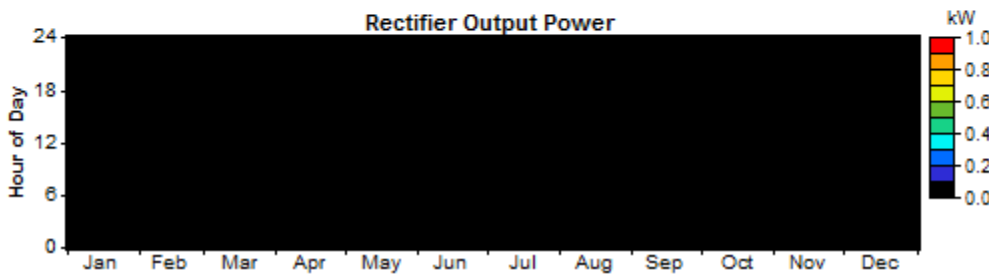 Rectifier Output Power
kW
24
18
12
6
0
Hour of Day
1.0
0.8
0.6
0.4
0.2
0.0
Jan Feb Mar Apr May Jun Jul Aug Sep Oct Nov Dec